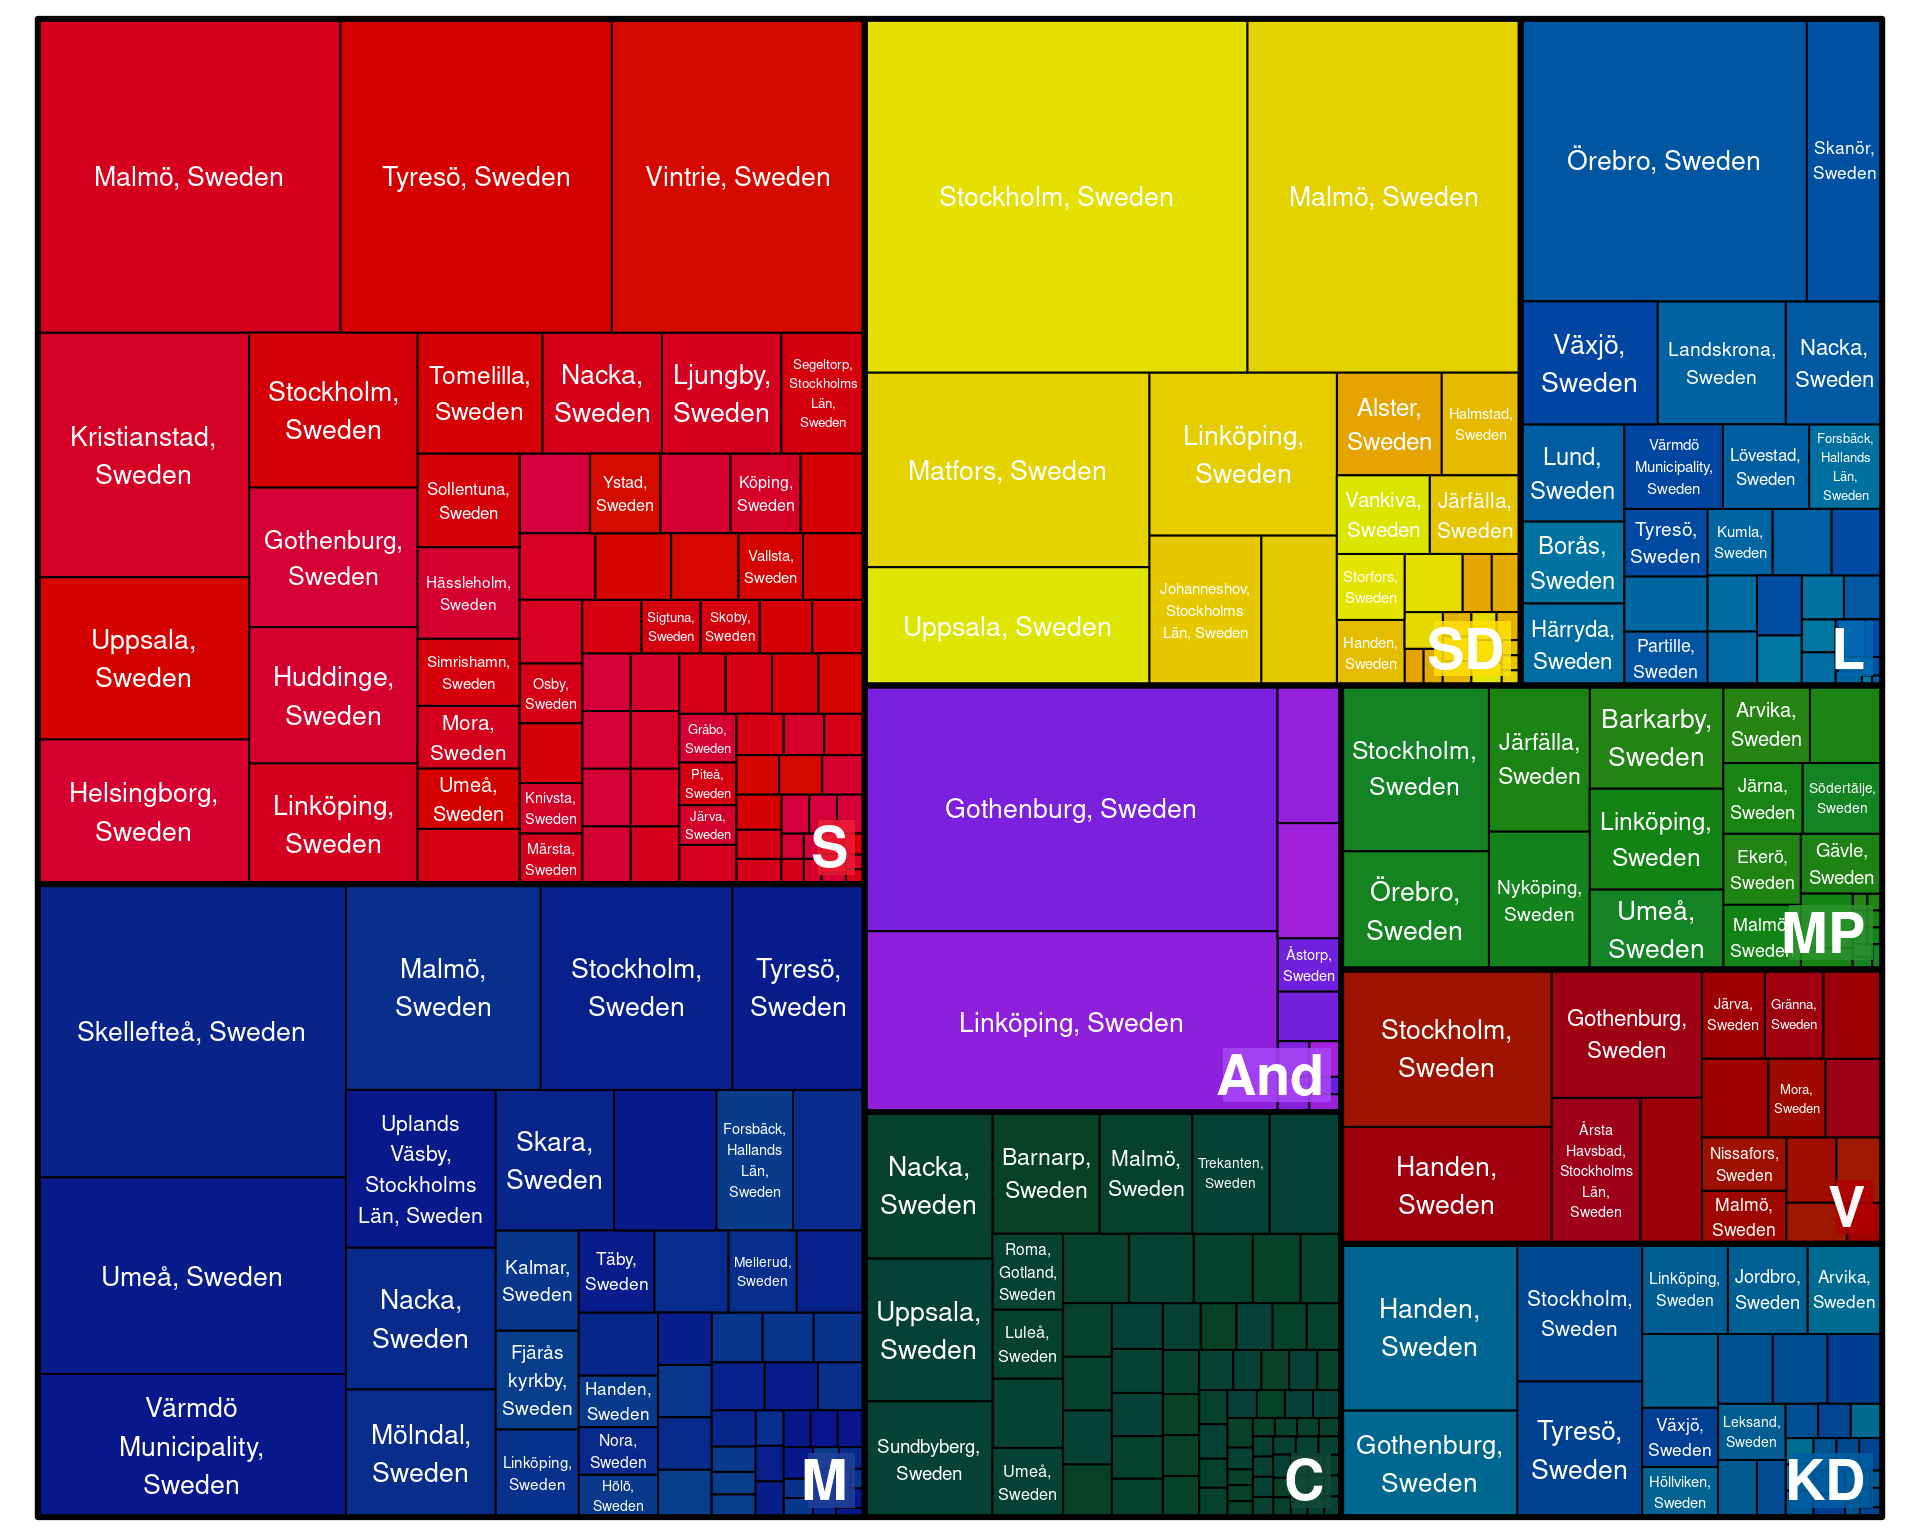 Malmö, Sweden
Tyresö, Sweden
Vintrie, Sweden
Kristianstad,
Sweden
Uppsala,
Sweden
Helsingborg,
Sweden
Stockholm,
Sweden
Gothenburg,
Sweden
Huddinge,
Sweden
Linköping,
Sweden
Tomelilla,
Sweden
Nacka,
Sweden
Ljungby,
Sweden
Segeltorp,
Stockholms
Län,
Sweden
Sollentuna,
Sweden
Hässleholm,
Sweden
Simrishamn,
Sweden
Mora,
Sweden
Umeå,
Sweden
Ystad,
Sweden
Köping,
Sweden
Vallsta,
Sweden
Sigtuna,
Sweden
Skoby,
Sweden
Osby,
Sweden
Knivsta,
Sweden
Märsta,
Sweden
Gråbo,
Sweden
Piteå,
Sweden
Järva,
Sweden
S
Stockholm, Sweden
Malmö, Sweden
Matfors, Sweden
Uppsala, Sweden
Linköping,
Sweden
Johanneshov,
Stockholms
Län, Sweden
Alster,
Sweden
Halmstad,
Sweden
Vankiva,
Sweden
Järfälla,
Sweden
Storfors,
Sweden
Handen,
Sweden
SD
Örebro, Sweden
Skanör,
Sweden
Växjö,
Sweden
Landskrona,
Sweden
Nacka,
Sweden
Lund,
Sweden
Borås,
Sweden
Härryda,
Sweden
Värmdö
Municipality,
Sweden
Lövestad,
Sweden
Forsbäck,
Hallands
Län,
Sweden
Tyresö,
Sweden
Kumla,
Sweden
Partille,
Sweden
L
Skellefteå, Sweden
Umeå, Sweden
Värmdö
Municipality,
Sweden
Malmö,
Sweden
Stockholm,
Sweden
Tyresö,
Sweden
Uplands
Väsby,
Stockholms
Län, Sweden
Nacka,
Sweden
Mölndal,
Sweden
Skara,
Sweden
Forsbäck,
Hallands
Län,
Sweden
Kalmar,
Sweden
Fjärås
kyrkby,
Sweden
Linköping,
Sweden
Täby,
Sweden
Mellerud,
Sweden
Handen,
Sweden
Nora,
Sweden
Hölö,
Sweden
M
Gothenburg, Sweden
Linköping, Sweden
Åstorp,
Sweden
And
Nacka,
Sweden
Uppsala,
Sweden
Sundbyberg,
Sweden
Barnarp,
Sweden
Malmö,
Sweden
Trekanten,
Sweden
Roma,
Gotland,
Sweden
Luleå,
Sweden
Umeå,
Sweden
C
Stockholm,
Sweden
Örebro,
Sweden
Järfälla,
Sweden
Nyköping,
Sweden
Barkarby,
Sweden
Linköping,
Sweden
Umeå,
Sweden
Arvika,
Sweden
Järna,
Sweden
Södertälje,
Sweden
Ekerö,
Sweden
Gävle,
Sweden
Malmö,
Sweden
MP
Stockholm,
Sweden
Handen,
Sweden
Gothenburg,
Sweden
Årsta
Havsbad,
Stockholms
Län,
Sweden
Järva,
Sweden
Gränna,
Sweden
Mora,
Sweden
Nissafors,
Sweden
Malmö,
Sweden
V
Handen,
Sweden
Gothenburg,
Sweden
Stockholm,
Sweden
Tyresö,
Sweden
Linköping,
Sweden
Jordbro,
Sweden
Arvika,
Sweden
Växjö,
Sweden
Höllviken,
Sweden
Leksand,
Sweden
KD